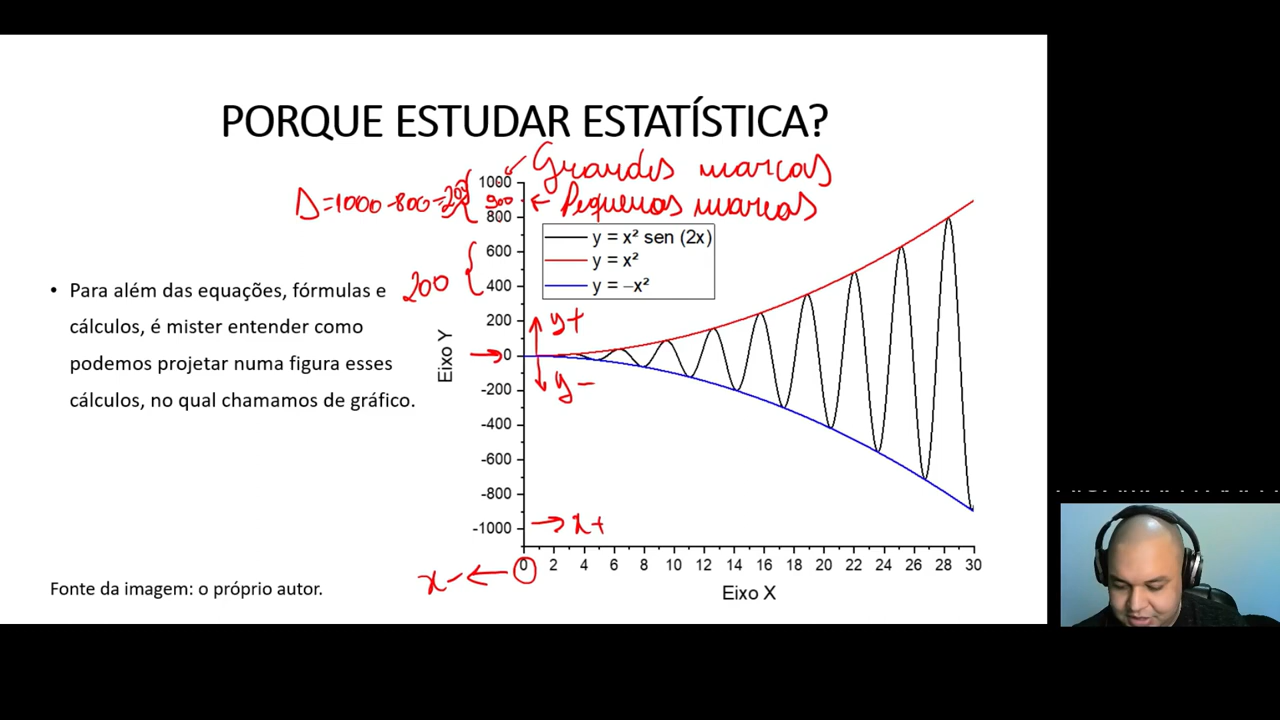 PORQUE ESTUDAR ESTATÍSTICA?
Grandes marcas
Δ=1000-800=200
900 ← Pequenas marcas
1000
800
600
400
200
0
-200
-400
-600
-800
-1000
200
y = x² sen (2x)
y = x²
y = –x²
y+
y-
Eixo Y
• Para além das equações, fórmulas e
cálculos, é mister entender como
podemos projetar numa figura esses
cálculos, no qual chamamos de gráfico.
→ x+
x- ←
0 2 4 6 8 10 12 14 16 18 20 22 24 26 28 30
Eixo X
Fonte da imagem: o próprio autor.